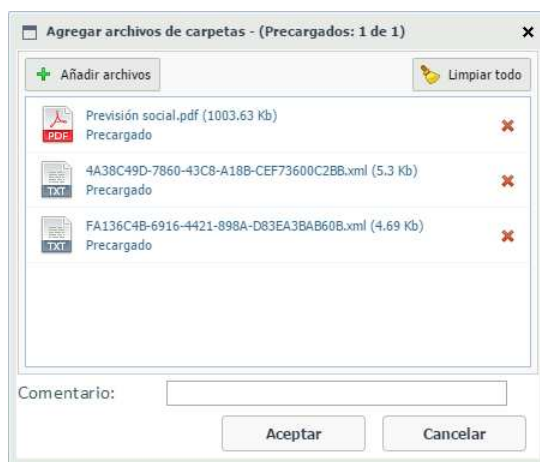 Agregar archivos de carpetas - (Precargados: 1 de 1)
Añadir archivos
Limpiar todo
PDF
Previsión social.pdf (1003.63 Kb)
Precargado
TXT
4A38C49D-7860-43C8-A18B-CEF73600C2BB.xml (5.3 Kb)
Precargado
TXT
FA136C4B-6916-4421-898A-D83EA3BAB60B.xml (4.69 Kb)
Precargado
Comentario:
Aceptar
Cancelar